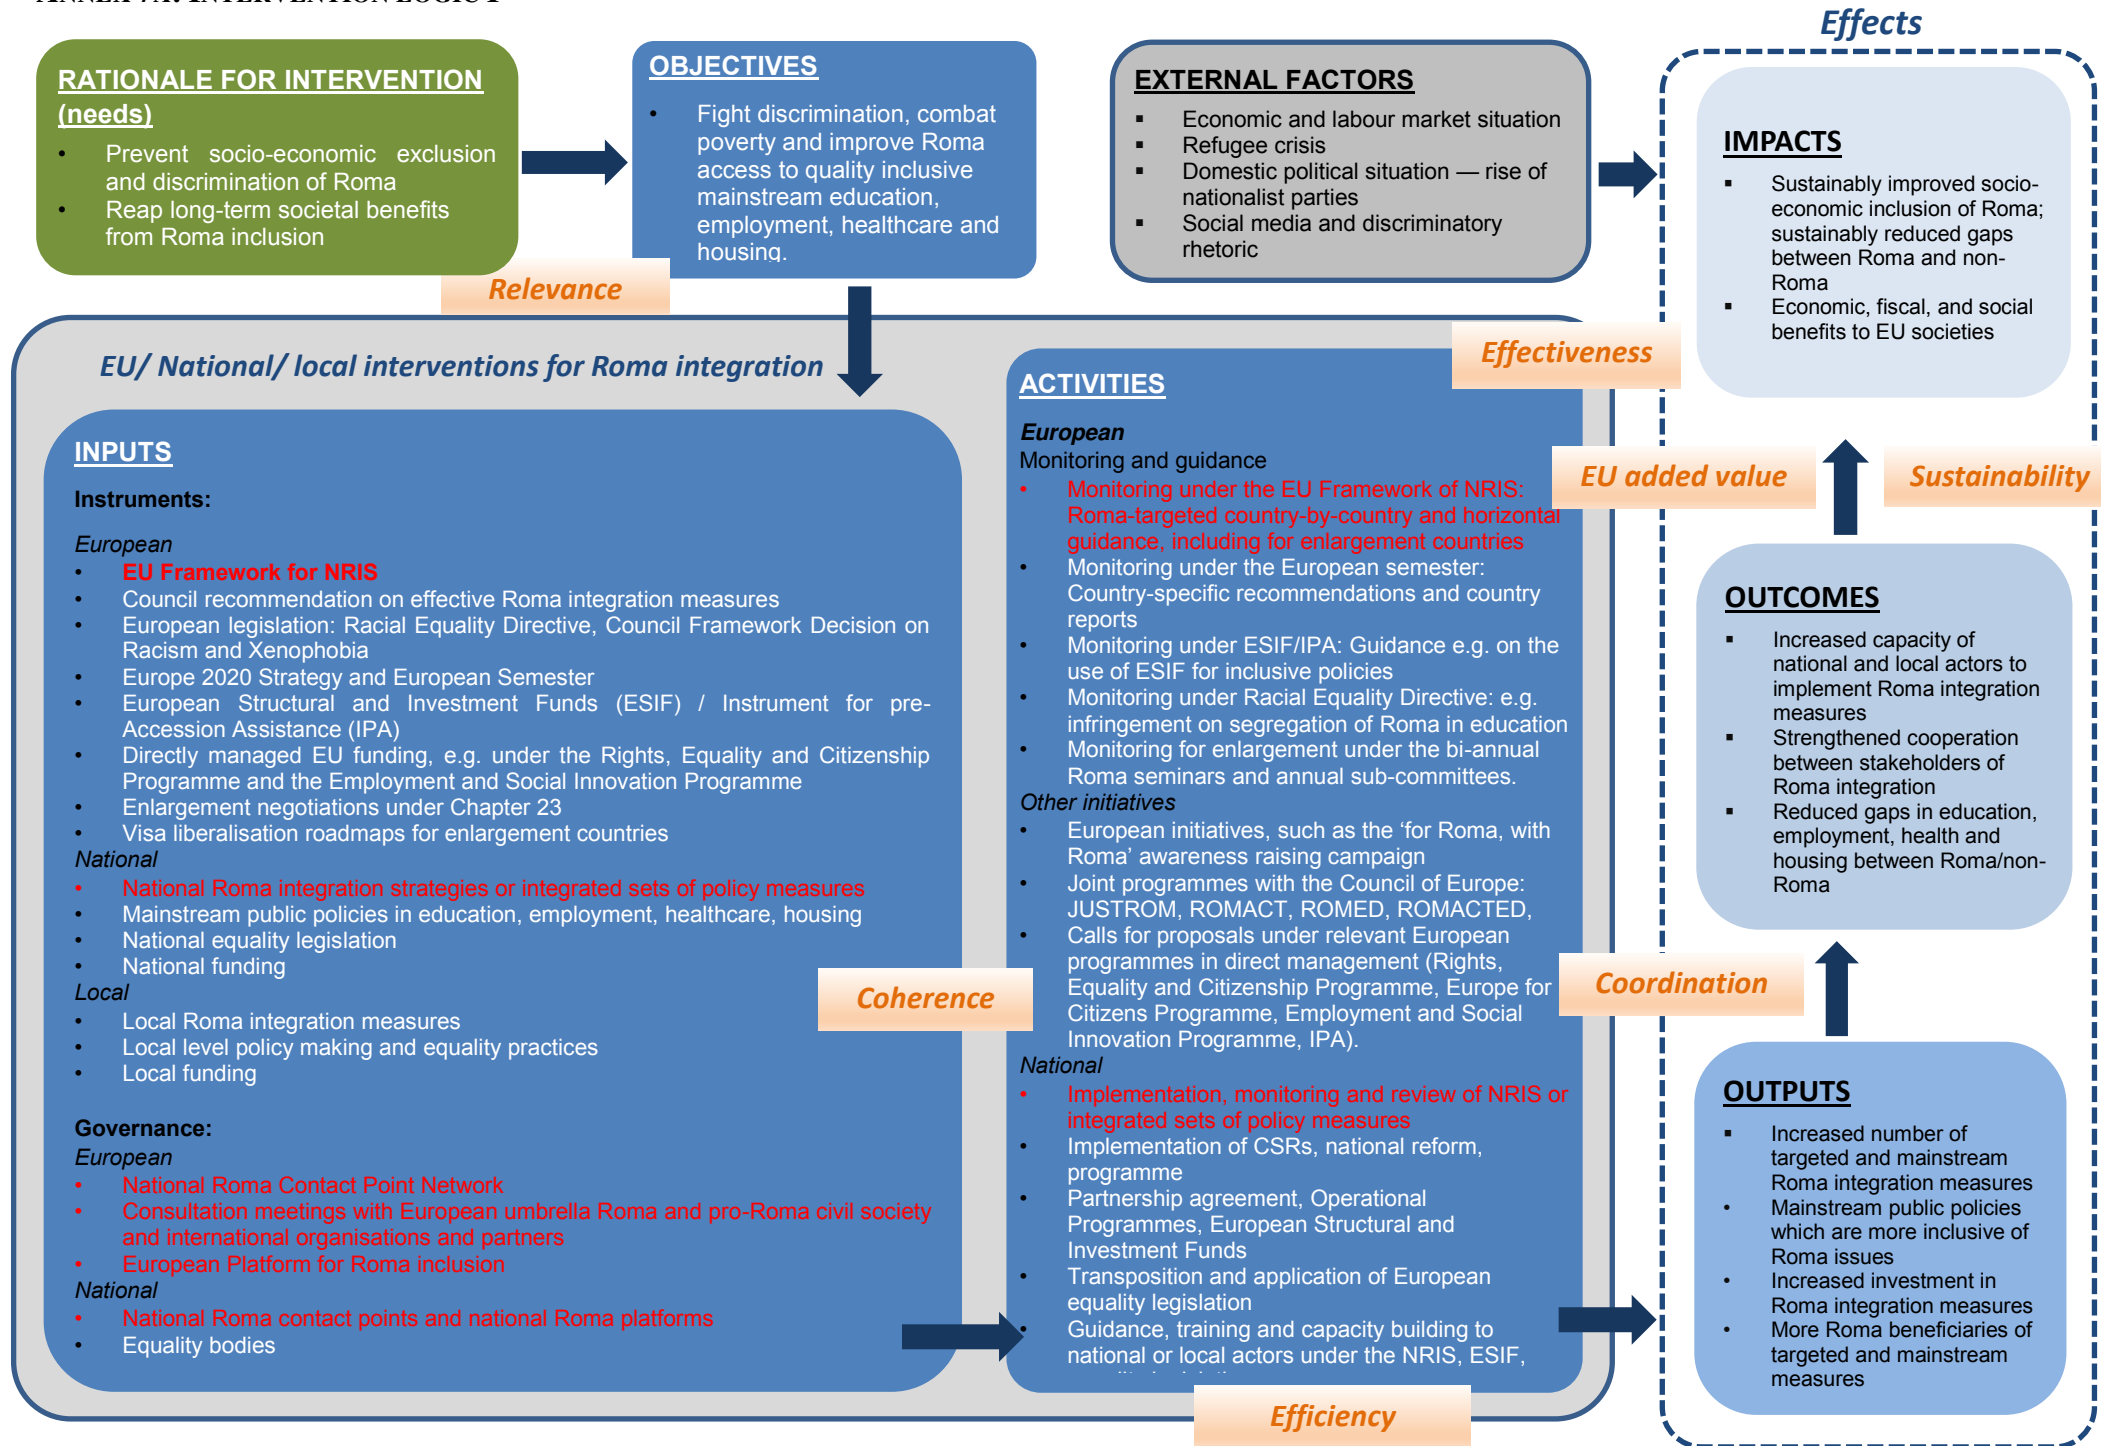 ANNEX 7A: INTERVENTION LOGIC I
Effects
RATIONALE FOR INTERVENTION
(needs)
• Prevent socio-economic exclusion
and discrimination of Roma
• Reap long-term societal benefits
from Roma inclusion
OBJECTIVES
• Fight discrimination, combat
poverty and improve Roma
access to quality inclusive
mainstream education,
employment, healthcare and
housing.
EXTERNAL FACTORS
▪ Economic and labour market situation
▪ Refugee crisis
▪ Domestic political situation — rise of
nationalist parties
▪ Social media and discriminatory
rhetoric
IMPACTS
▪ Sustainably improved socio-
economic inclusion of Roma;
sustainably reduced gaps
between Roma and non-
Roma
▪ Economic, fiscal, and social
benefits to EU societies
Relevance
Effectiveness
EU/ National/ local interventions for Roma integration
INPUTS
Instruments:
European
• EU Framework for NRIS
• Council recommendation on effective Roma integration measures
• European legislation: Racial Equality Directive, Council Framework Decision on
Racism and Xenophobia
• Europe 2020 Strategy and European Semester
• European Structural and Investment Funds (ESIF) / Instrument for pre-
Accession Assistance (IPA)
• Directly managed EU funding, e.g. under the Rights, Equality and Citizenship
Programme and the Employment and Social Innovation Programme
• Enlargement negotiations under Chapter 23
• Visa liberalisation roadmaps for enlargement countries
National
• National Roma integration strategies or integrated sets of policy measures
• Mainstream public policies in education, employment, healthcare, housing
• National equality legislation
• National funding
Local
• Local Roma integration measures
• Local level policy making and equality practices
• Local funding
Governance:
European
• National Roma Contact Point Network
• Consultation meetings with European umbrella Roma and pro-Roma civil society
and international organisations and partners
• European Platform for Roma inclusion
National
• National Roma contact points and national Roma platforms
• Equality bodies
Coherence
ACTIVITIES
European
Monitoring and guidance
• Monitoring under the EU Framework of NRIS:
Roma-targeted country-by-country and horizontal
guidance, including for enlargement countries
• Monitoring under the European semester:
Country-specific recommendations and country
reports
• Monitoring under ESIF/IPA: Guidance e.g. on the
use of ESIF for inclusive policies
• Monitoring under Racial Equality Directive: e.g.
infringement on segregation of Roma in education
• Monitoring for enlargement under the bi-annual
Roma seminars and annual sub-committees.
Other initiatives
• European initiatives, such as the ‘for Roma, with
Roma’ awareness raising campaign
• Joint programmes with the Council of Europe:
JUSTROM, ROMACT, ROMED, ROMACTED,
• Calls for proposals under relevant European
programmes in direct management (Rights,
Equality and Citizenship Programme, Europe for
Citizens Programme, Employment and Social
Innovation Programme, IPA).
National
• Implementation, monitoring and review of NRIS or
integrated sets of policy measures
• Implementation of CSRs, national reform,
programme
• Partnership agreement, Operational
Programmes, European Structural and
Investment Funds
• Transposition and application of European
equality legislation
• Guidance, training and capacity building to
national or local actors under the NRIS, ESIF,
Efficiency
EU added value
Sustainability
OUTCOMES
▪ Increased capacity of
national and local actors to
implement Roma integration
measures
▪ Strengthened cooperation
between stakeholders of
Roma integration
▪ Reduced gaps in education,
employment, health and
housing between Roma/non-
Roma
Coordination
OUTPUTS
▪ Increased number of
targeted and mainstream
Roma integration measures
• Mainstream public policies
which are more inclusive of
Roma issues
• Increased investment in
Roma integration measures
• More Roma beneficiaries of
targeted and mainstream
measures